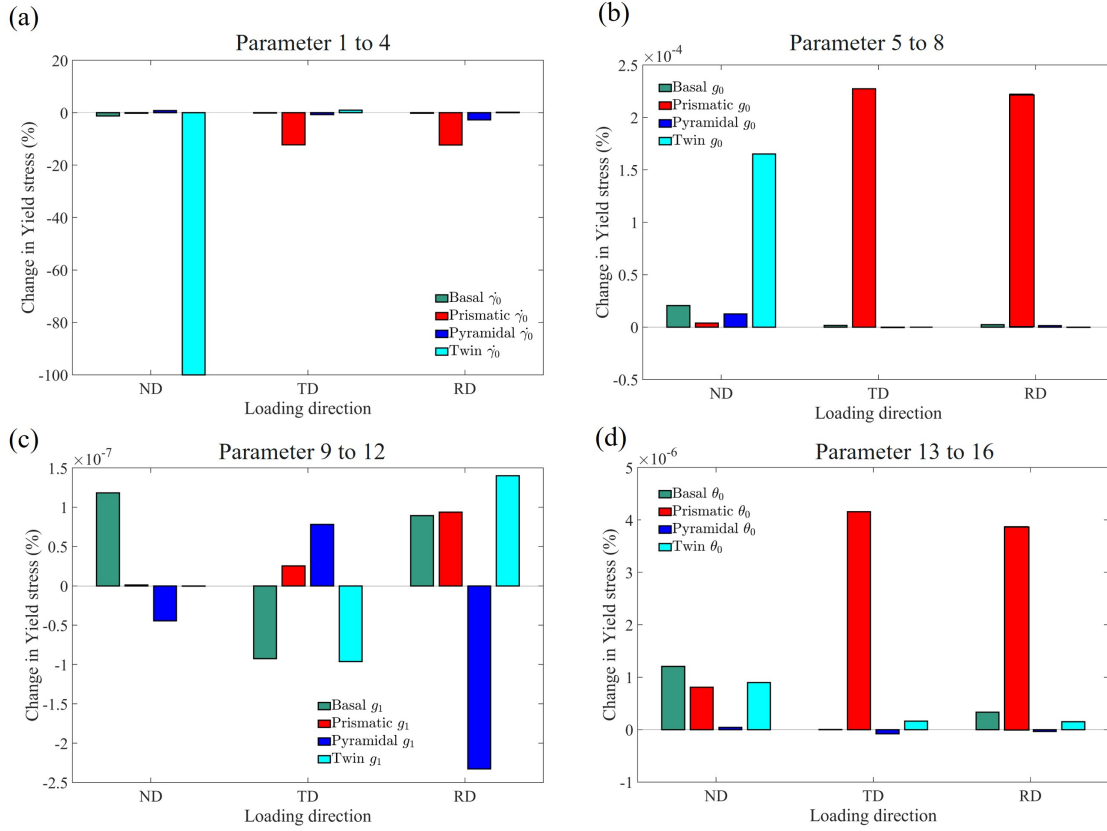 (a)
Parameter 1 to 4
20
0
-20
-40
-60
-80
-100
Change in Yield stress (%)
Basal γ̇₀
Prismatic γ̇₀
Pyramidal γ̇₀
Twin γ̇₀
ND TD RD
Loading direction
(b)
Parameter 5 to 8
×10⁻⁴
2.5
2
1.5
1
0.5
0
-0.5
Change in Yield stress (%)
Basal g₀
Prismatic g₀
Pyramidal g₀
Twin g₀
ND TD RD
Loading direction
(c)
Parameter 9 to 12
×10⁻⁷
1.5
1
0.5
0
-0.5
-1
-1.5
-2
-2.5
Change in Yield stress (%)
Basal g₁
Prismatic g₁
Pyramidal g₁
Twin g₁
ND TD RD
Loading direction
(d)
Parameter 13 to 16
×10⁻⁶
5
4
3
2
1
0
-1
Change in Yield stress (%)
Basal θ₀
Prismatic θ₀
Pyramidal θ₀
Twin θ₀
ND TD RD
Loading direction